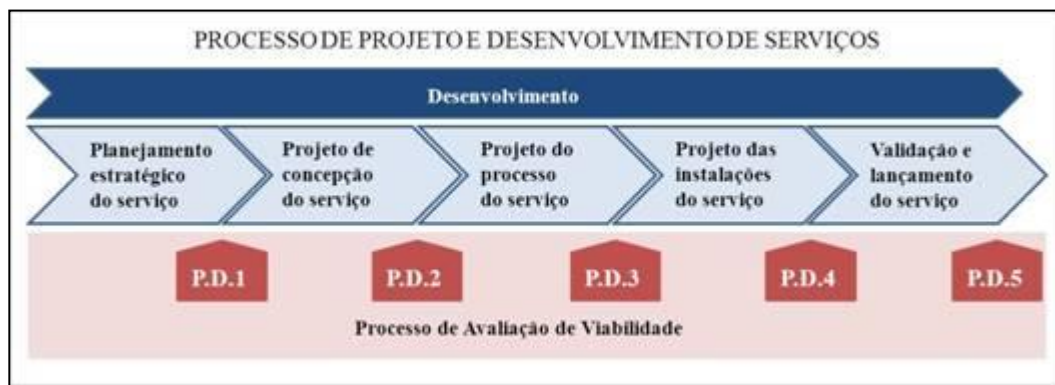 PROCESSO DE PROJETO E DESENVOLVIMENTO DE SERVIÇOS
Desenvolvimento
Planejamento
estratégico
do serviço
Projeto de
concepção
do serviço
Projeto do
processo
do serviço
Projeto das
instalações
do serviço
Validação e
lançamento
do serviço
P.D.1
P.D.2
P.D.3
P.D.4
P.D.5
Processo de Avaliação de Viabilidade